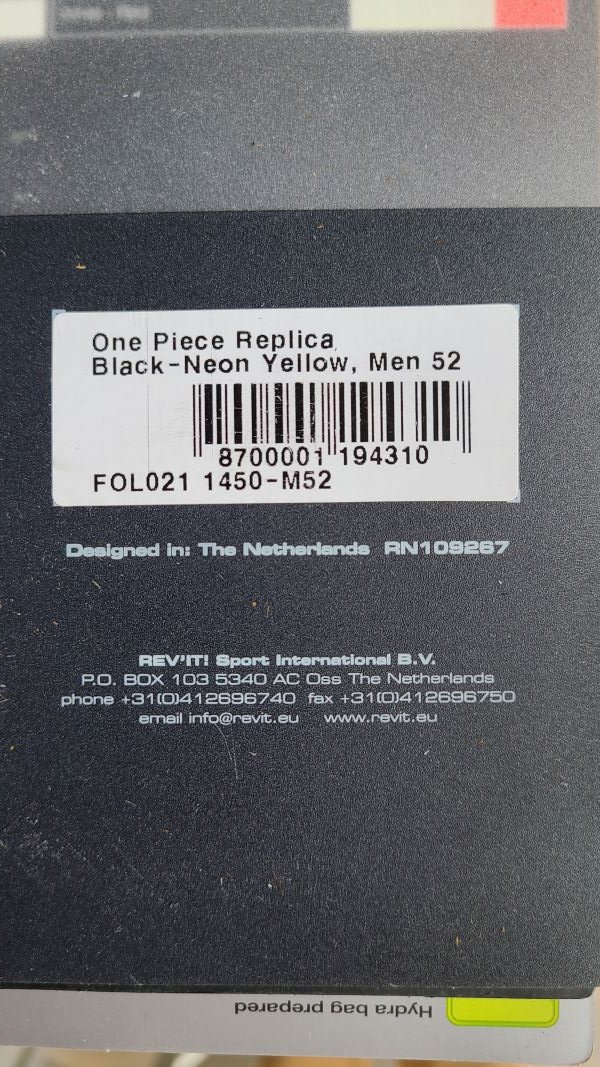 One Piece Replica
Black-Neon Yellow, Men 52
8700001 194310
FOL021 1450-M52
Designed in: The Netherlands RN109267
REV'IT! Sport International B.V.
P.O. BOX 103 5340 AC Oss The Netherlands
phone +31(0)412696740 fax +31(0)412696750
email info@revit.eu www.revit.eu
Hydra bag prepared